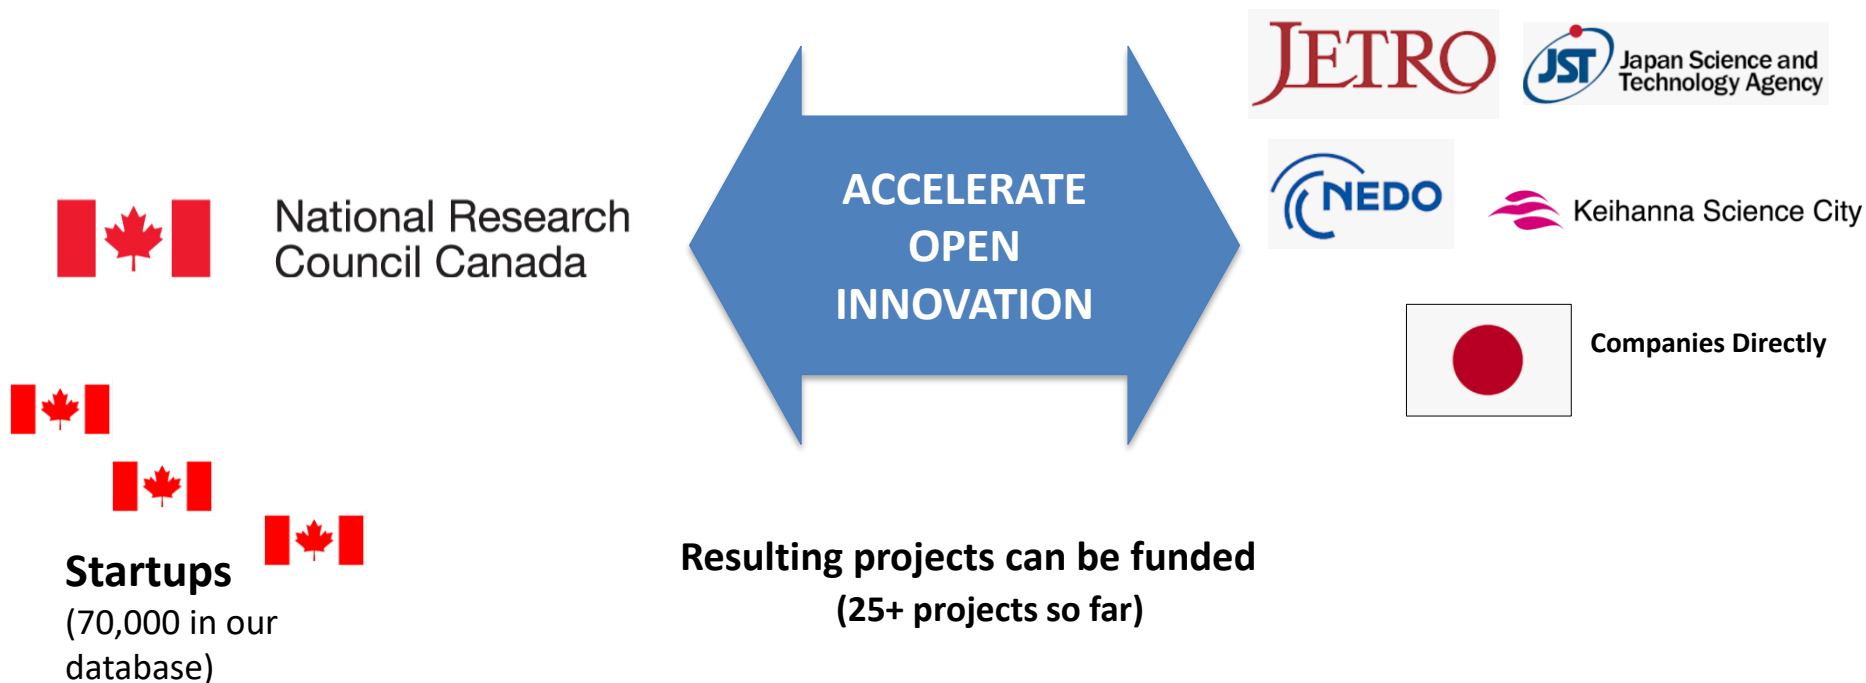 National Research
Council Canada
Startups
(70,000 in our
database)
ACCELERATE
OPEN
INNOVATION
Resulting projects can be funded
(25+ projects so far)
JETRO
JST
Japan Science and
Technology Agency
NEDO
Keihanna Science City
Companies Directly